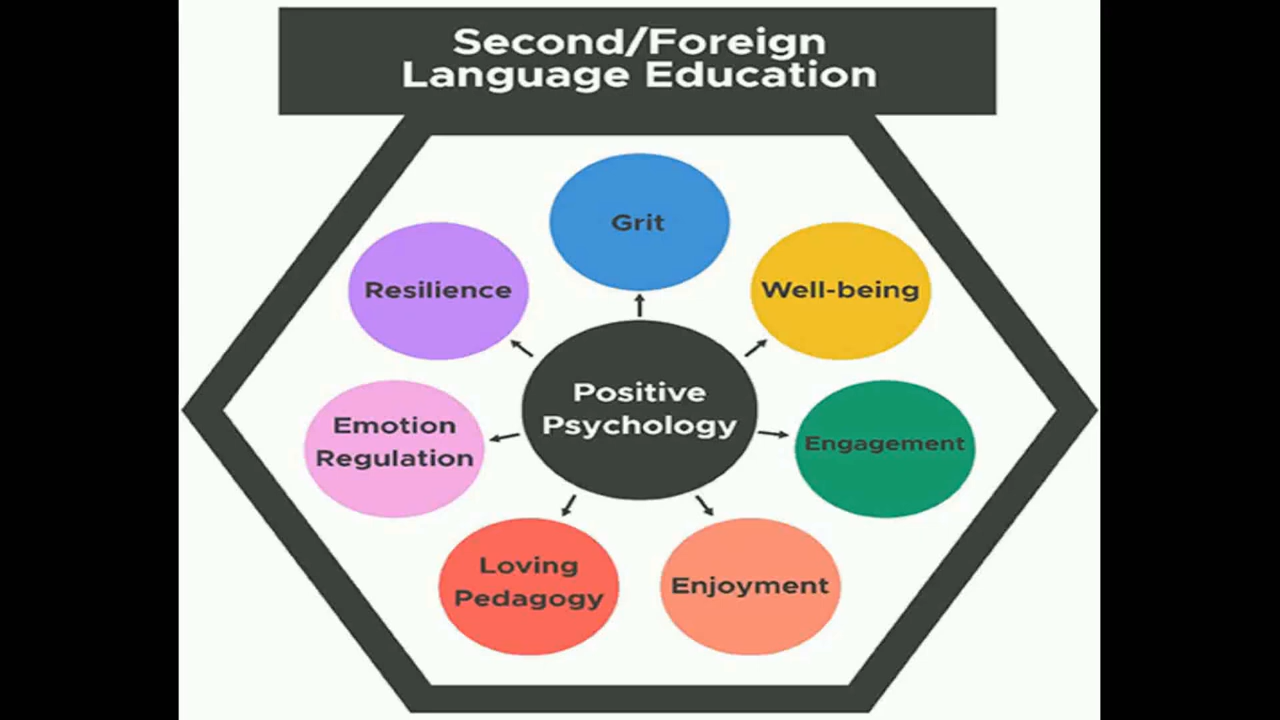 Second/Foreign
Language Education
Grit
Resilience
Well-being
Positive
Psychology
Emotion
Regulation
Engagement
Loving
Pedagogy
Enjoyment